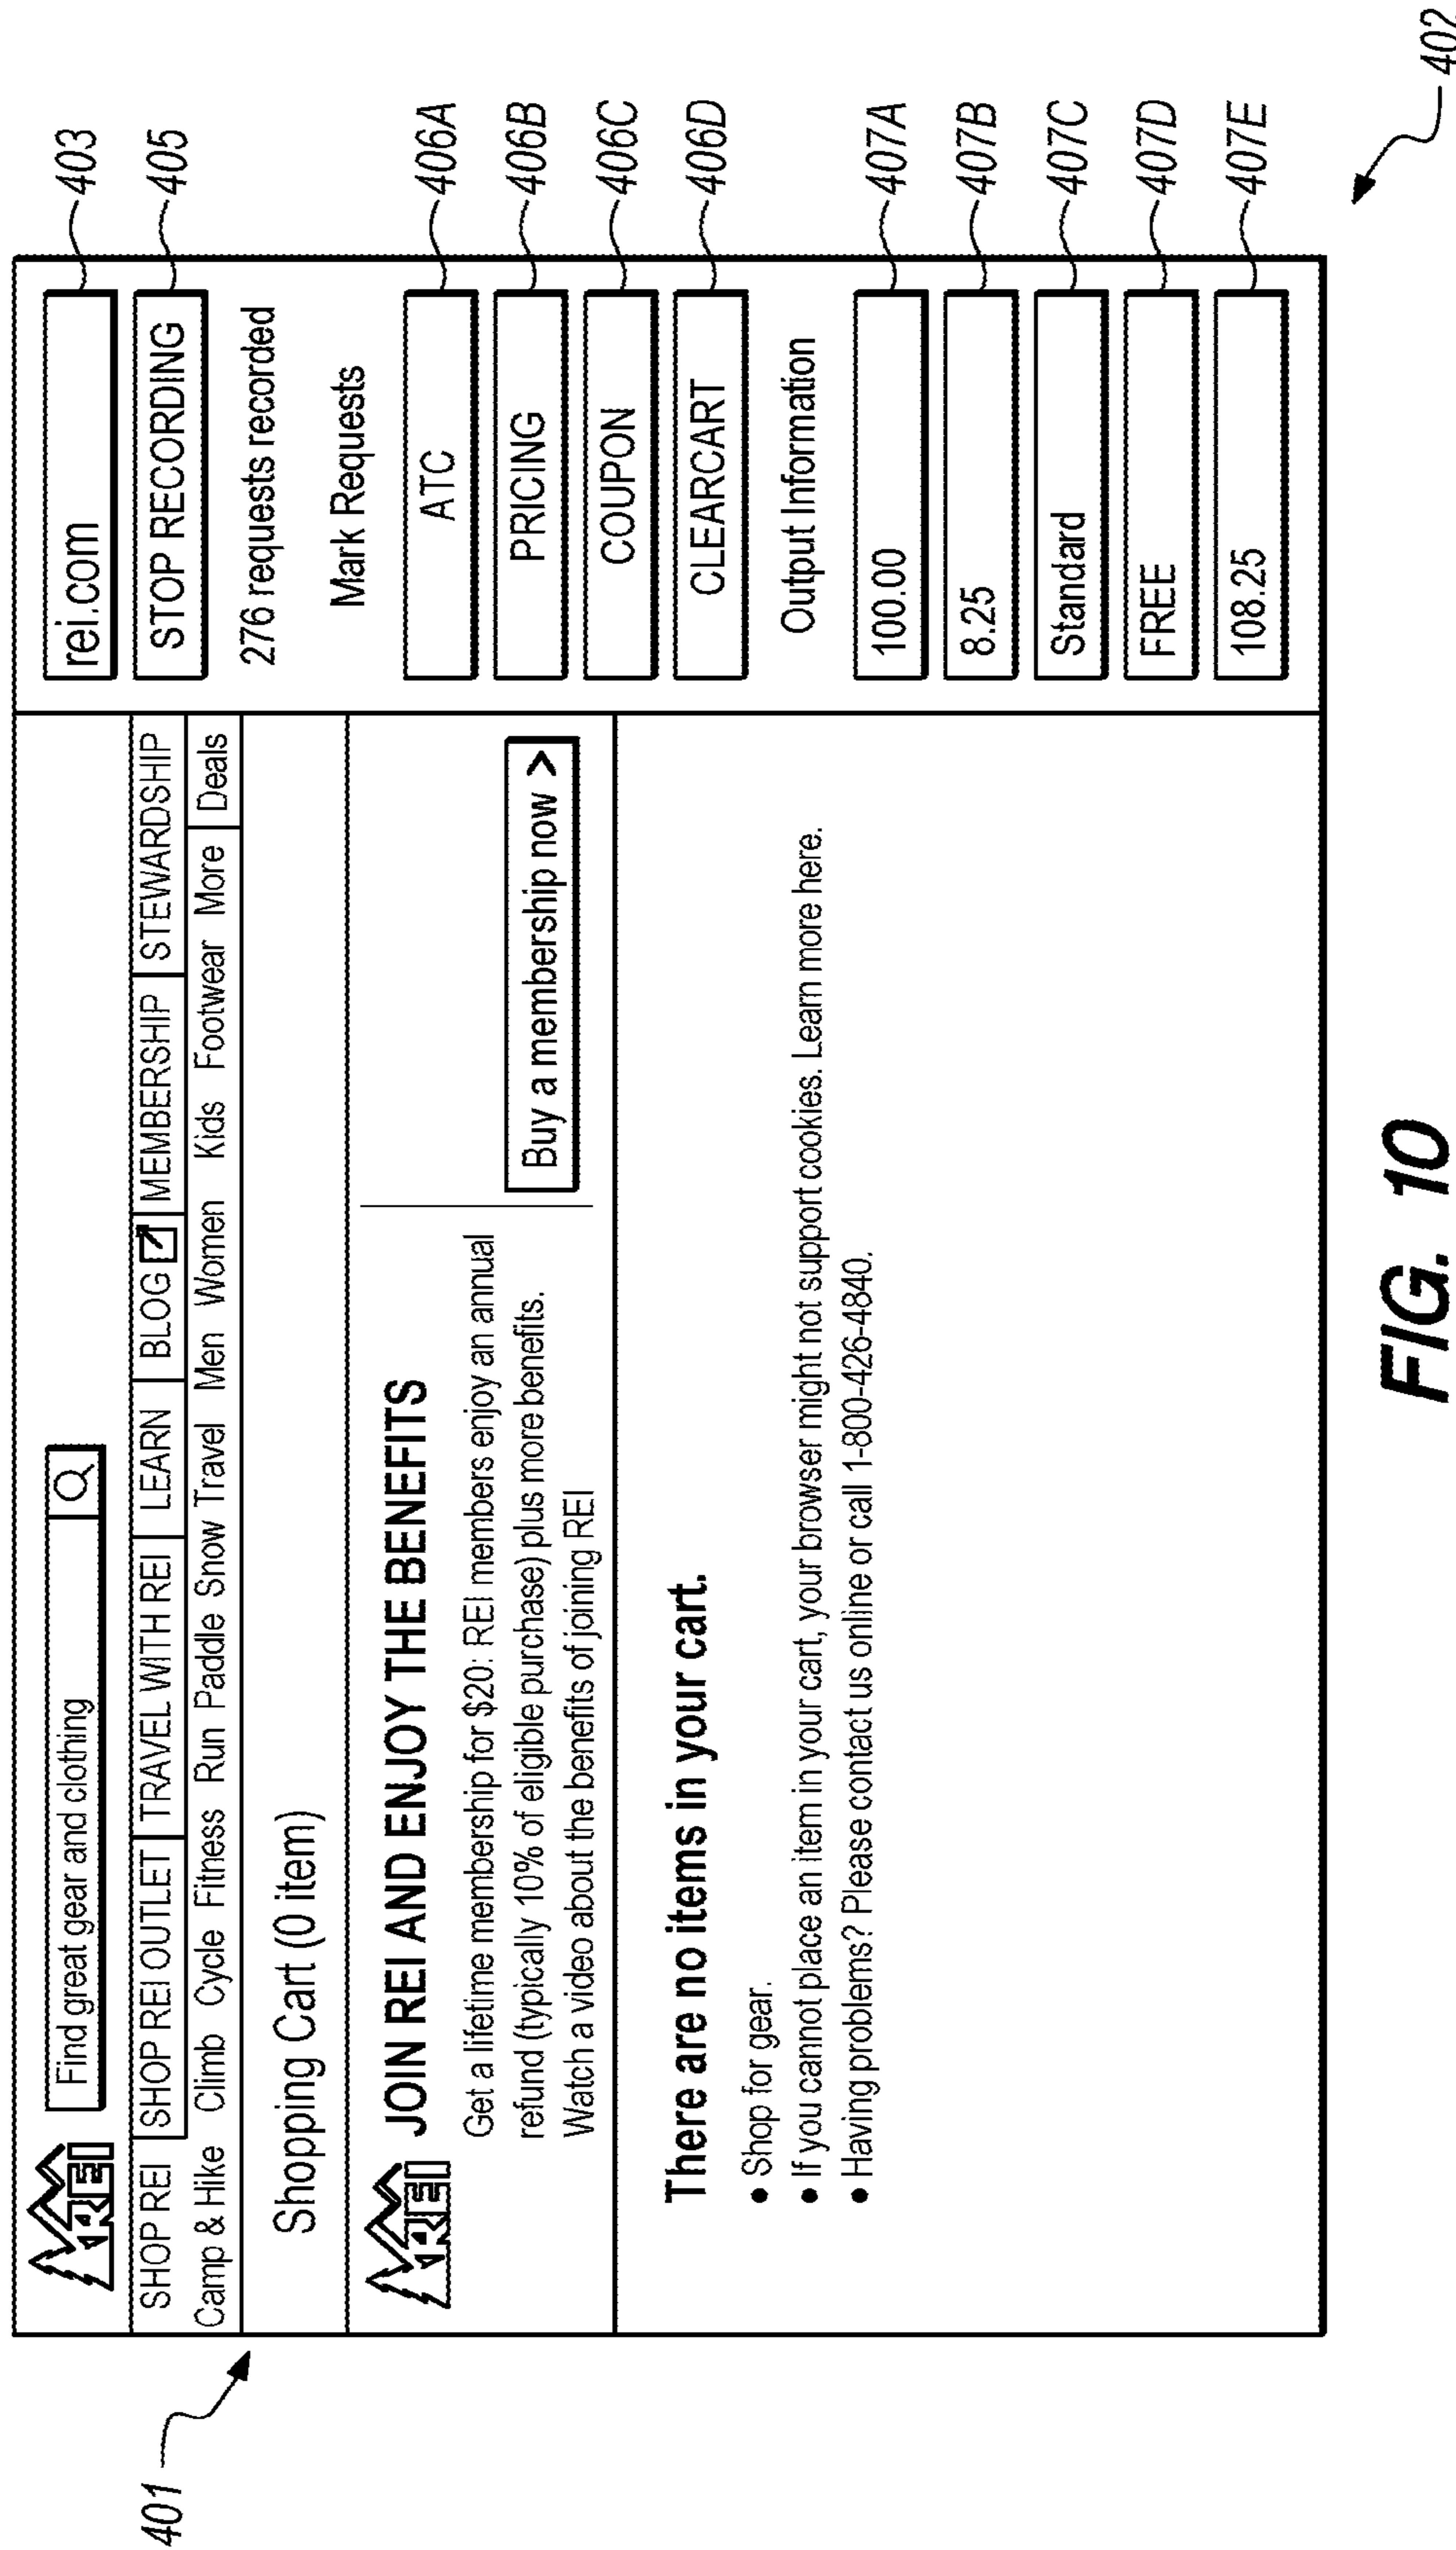 401
REI
Find great gear and clothing
SHOP REI
SHOP REI OUTLET
TRAVEL WITH REI
LEARN
BLOG
MEMBERSHIP
STEWARDSHIP
Camp & Hike Climb Cycle Fitness Run Paddle Snow Travel Men Women Kids Footwear More Deals
Shopping Cart (0 item)
REI
JOIN REI AND ENJOY THE BENEFITS
Get a lifetime membership for $20: REI members enjoy an annual
refund (typically 10% of eligible purchase) plus more benefits.
Watch a video about the benefits of joining REI
Buy a membership now >
There are no items in your cart.
• Shop for gear.
• If you cannot place an item in your cart, your browser might not support cookies. Learn more here.
• Having problems? Please contact us online or call 1-800-426-4840.
rei.com 403
STOP RECORDING 405
276 requests recorded
Mark Requests
ATC 406A
PRICING 406B
COUPON 406C
CLEARCART 406D
Output Information
100.00 407A
8.25 407B
Standard 407C
FREE 407D
108.25 407E
402
FIG. 10